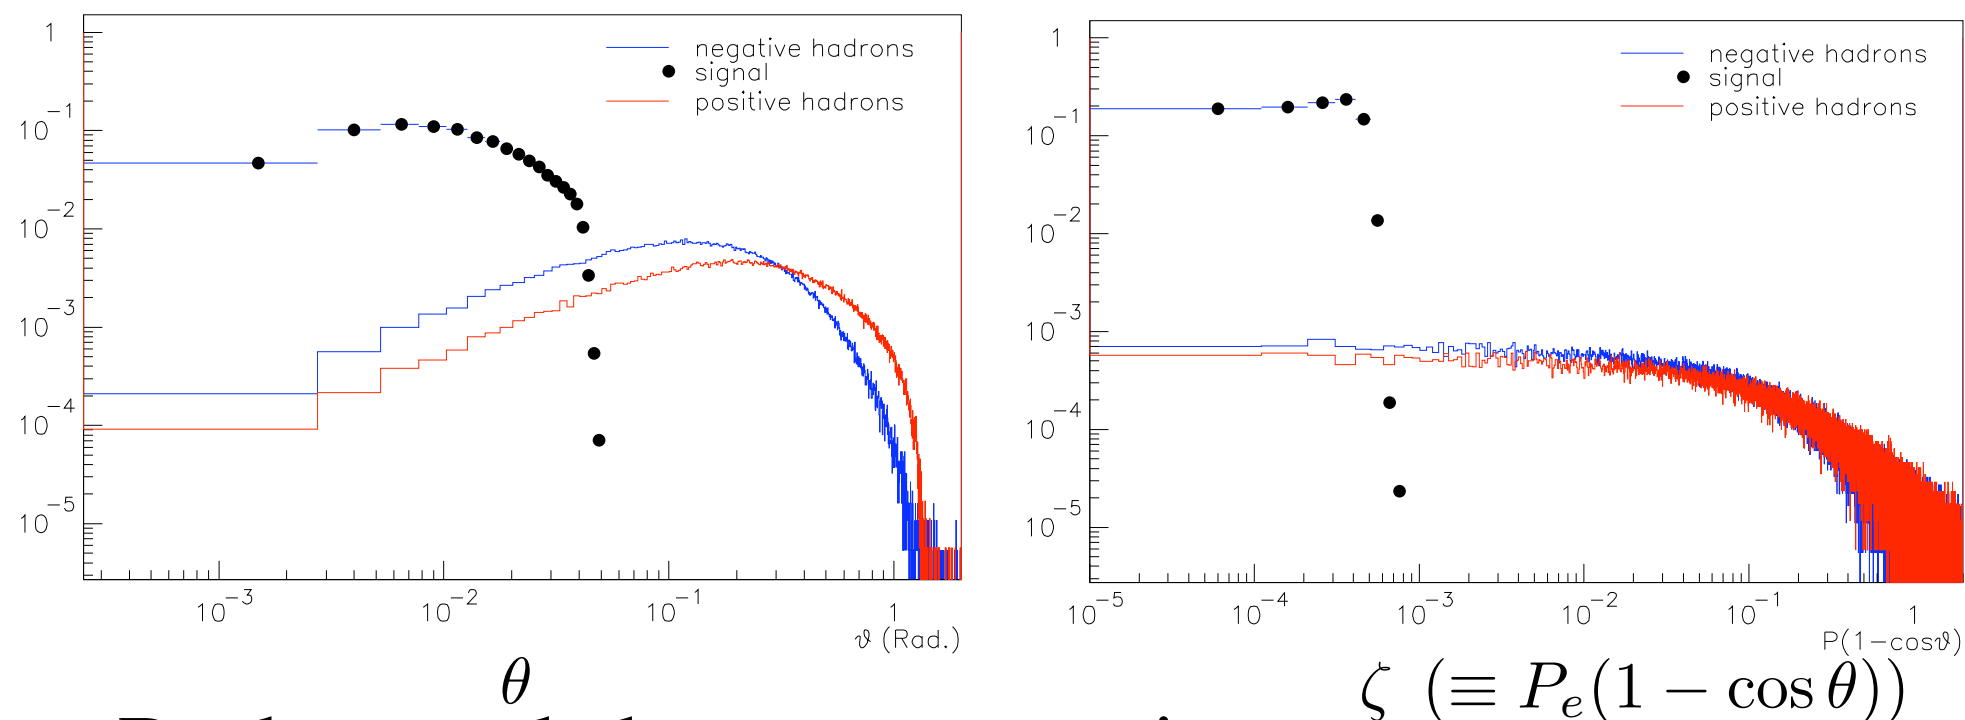 negative hadrons
signal
positive hadrons
1
10^{-1}
10^{-2}
10^{-3}
10^{-4}
10^{-5}
10^{-3} 10^{-2} 10^{-1} 1
ϑ (Rad.)
θ
negative hadrons
signal
positive hadrons
1
10^{-1}
10^{-2}
10^{-3}
10^{-4}
10^{-5}
10^{-5} 10^{-4} 10^{-3} 10^{-2} 10^{-1} 1
P(1−cosϑ)
ζ (≡ P_e(1 − cos θ))